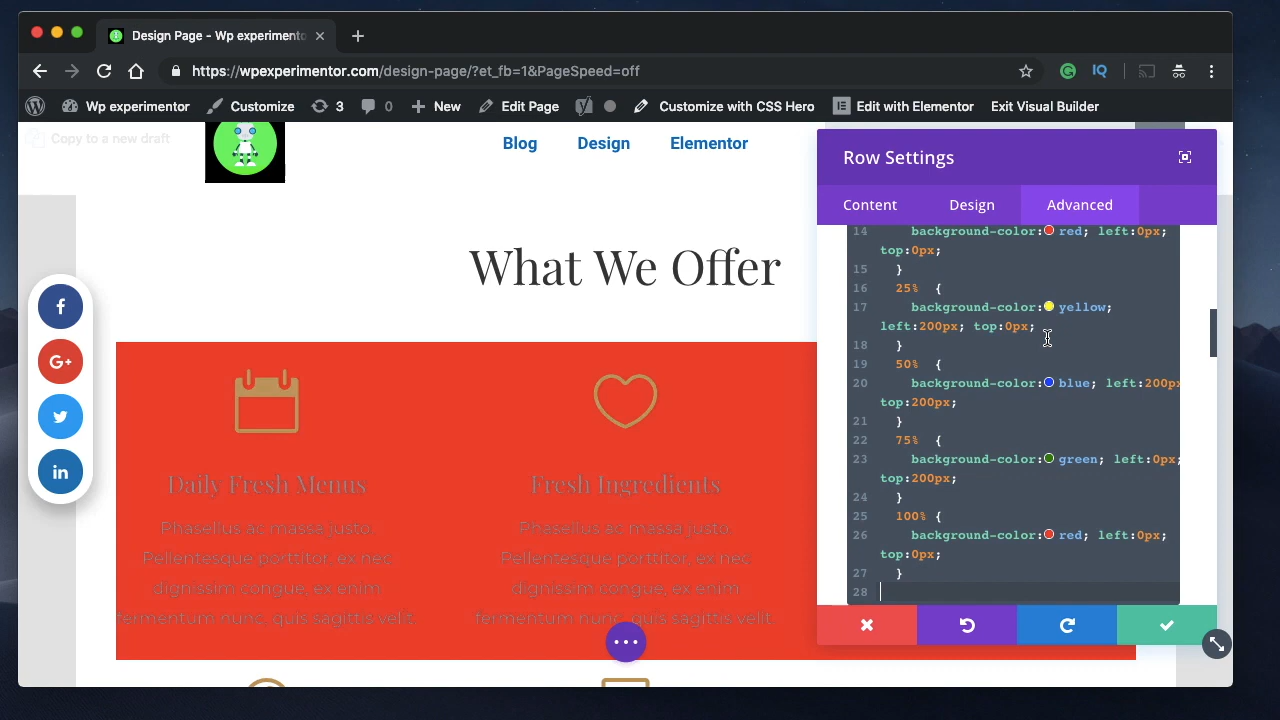 Design Page - Wp experimento
https://wpexperimentor.com/design-page/?et_fb=1&PageSpeed=off
Wp experimentor Customize 3 0 New Edit Page Customize with CSS Hero Edit with Elementor Exit Visual Builder
Copy to a new draft
Blog Design Elementor
What We Offer
Daily Fresh Menus
Phasellus ac massa justo.
Pellentesque porttitor, ex nec
dignissim congue, ex enim
fermentum nunc, quis sagittis velit.
Fresh Ingredients
Phasellus ac massa justo.
Pellentesque porttitor, ex nec
dignissim congue, ex enim
fermentum nunc, quis sagittis velit.
f
G+
in
Row Settings
Content Design Advanced
14 background-color: red; left:0px;
top:0px;
15 }
16 25% {
17 background-color: yellow;
left:200px; top:0px;
18 }
19 50% {
20 background-color: blue; left:200px
top:200px;
21 }
22 75% {
23 background-color: green; left:0px;
top:200px;
24 }
25 100% {
26 background-color: red; left:0px;
top:0px;
27 }
28